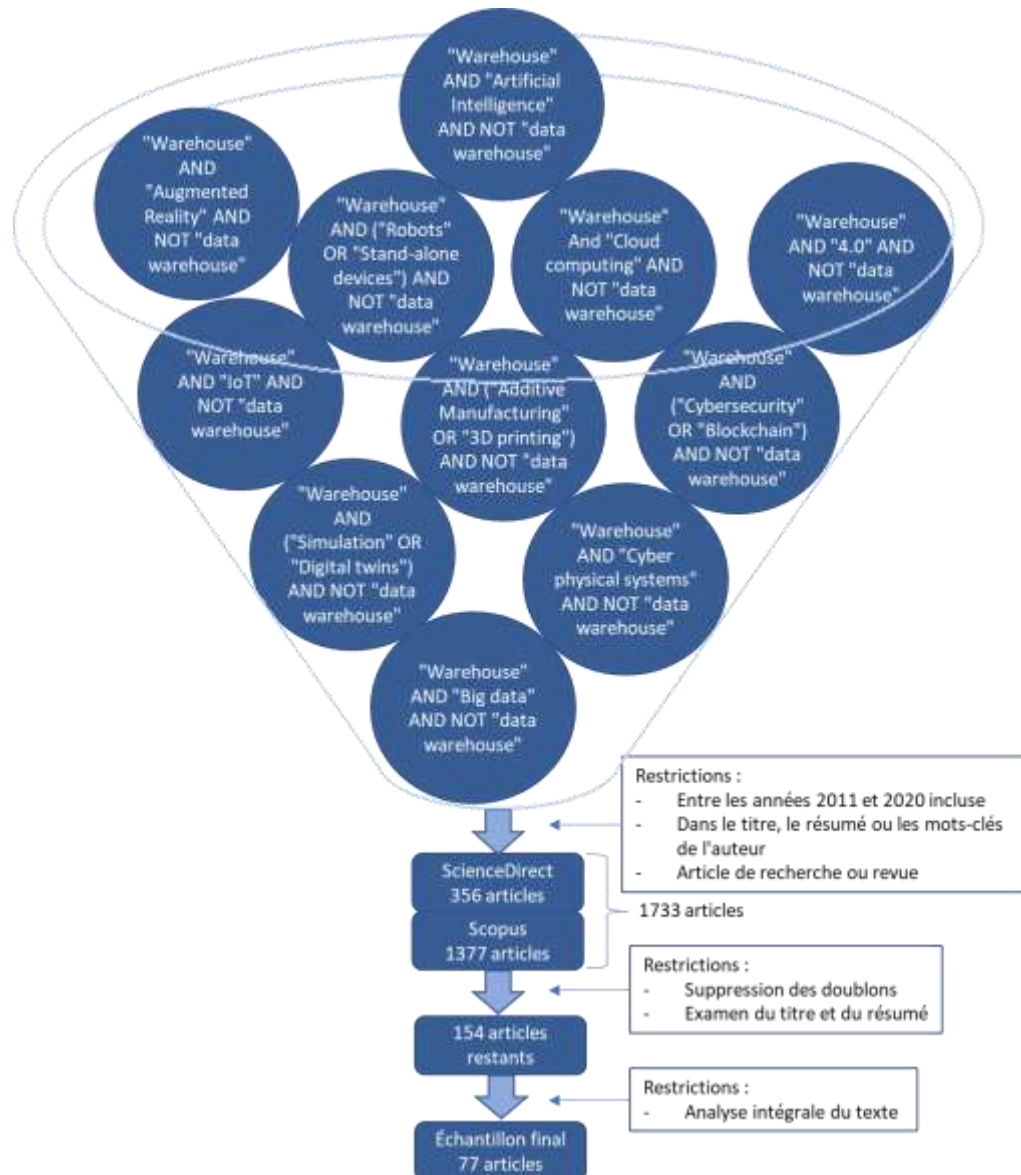 "Warehouse"
AND "Artificial
Intelligence"
AND NOT "data
warehouse"
"Warehouse"
AND
"Augmented
Reality" AND
NOT "data
warehouse"
"Warehouse"
AND ("Robots"
OR "Stand-alone
devices") AND
NOT "data
warehouse"
"Warehouse"
And "Cloud
computing" AND
NOT "data
warehouse"
"Warehouse"
AND "4.0" AND
NOT "data
warehouse"
"Warehouse"
AND "IoT" AND
NOT "data
warehouse"
"Warehouse"
AND ("Additive
Manufacturing"
OR "3D printing")
AND NOT "data
warehouse"
"Warehouse"
AND
("Cybersecurity"
OR "Blockchain")
AND NOT "data
warehouse"
"Warehouse"
AND
("Simulation" OR
"Digital twins")
AND NOT "data
warehouse"
"Warehouse"
AND "Cyber
physical systems"
AND NOT "data
warehouse"
"Warehouse"
AND "Big data"
AND NOT "data
warehouse"
Restrictions :
- Entre les années 2011 et 2020 incluse
- Dans le titre, le résumé ou les mots-clés
de l'auteur
- Article de recherche ou revue
ScienceDirect
356 articles
Scopus
1377 articles
1733 articles
Restrictions :
- Suppression des doublons
- Examen du titre et du résumé
154 articles
restants
Restrictions :
- Analyse intégrale du texte
Échantillon final
77 articles